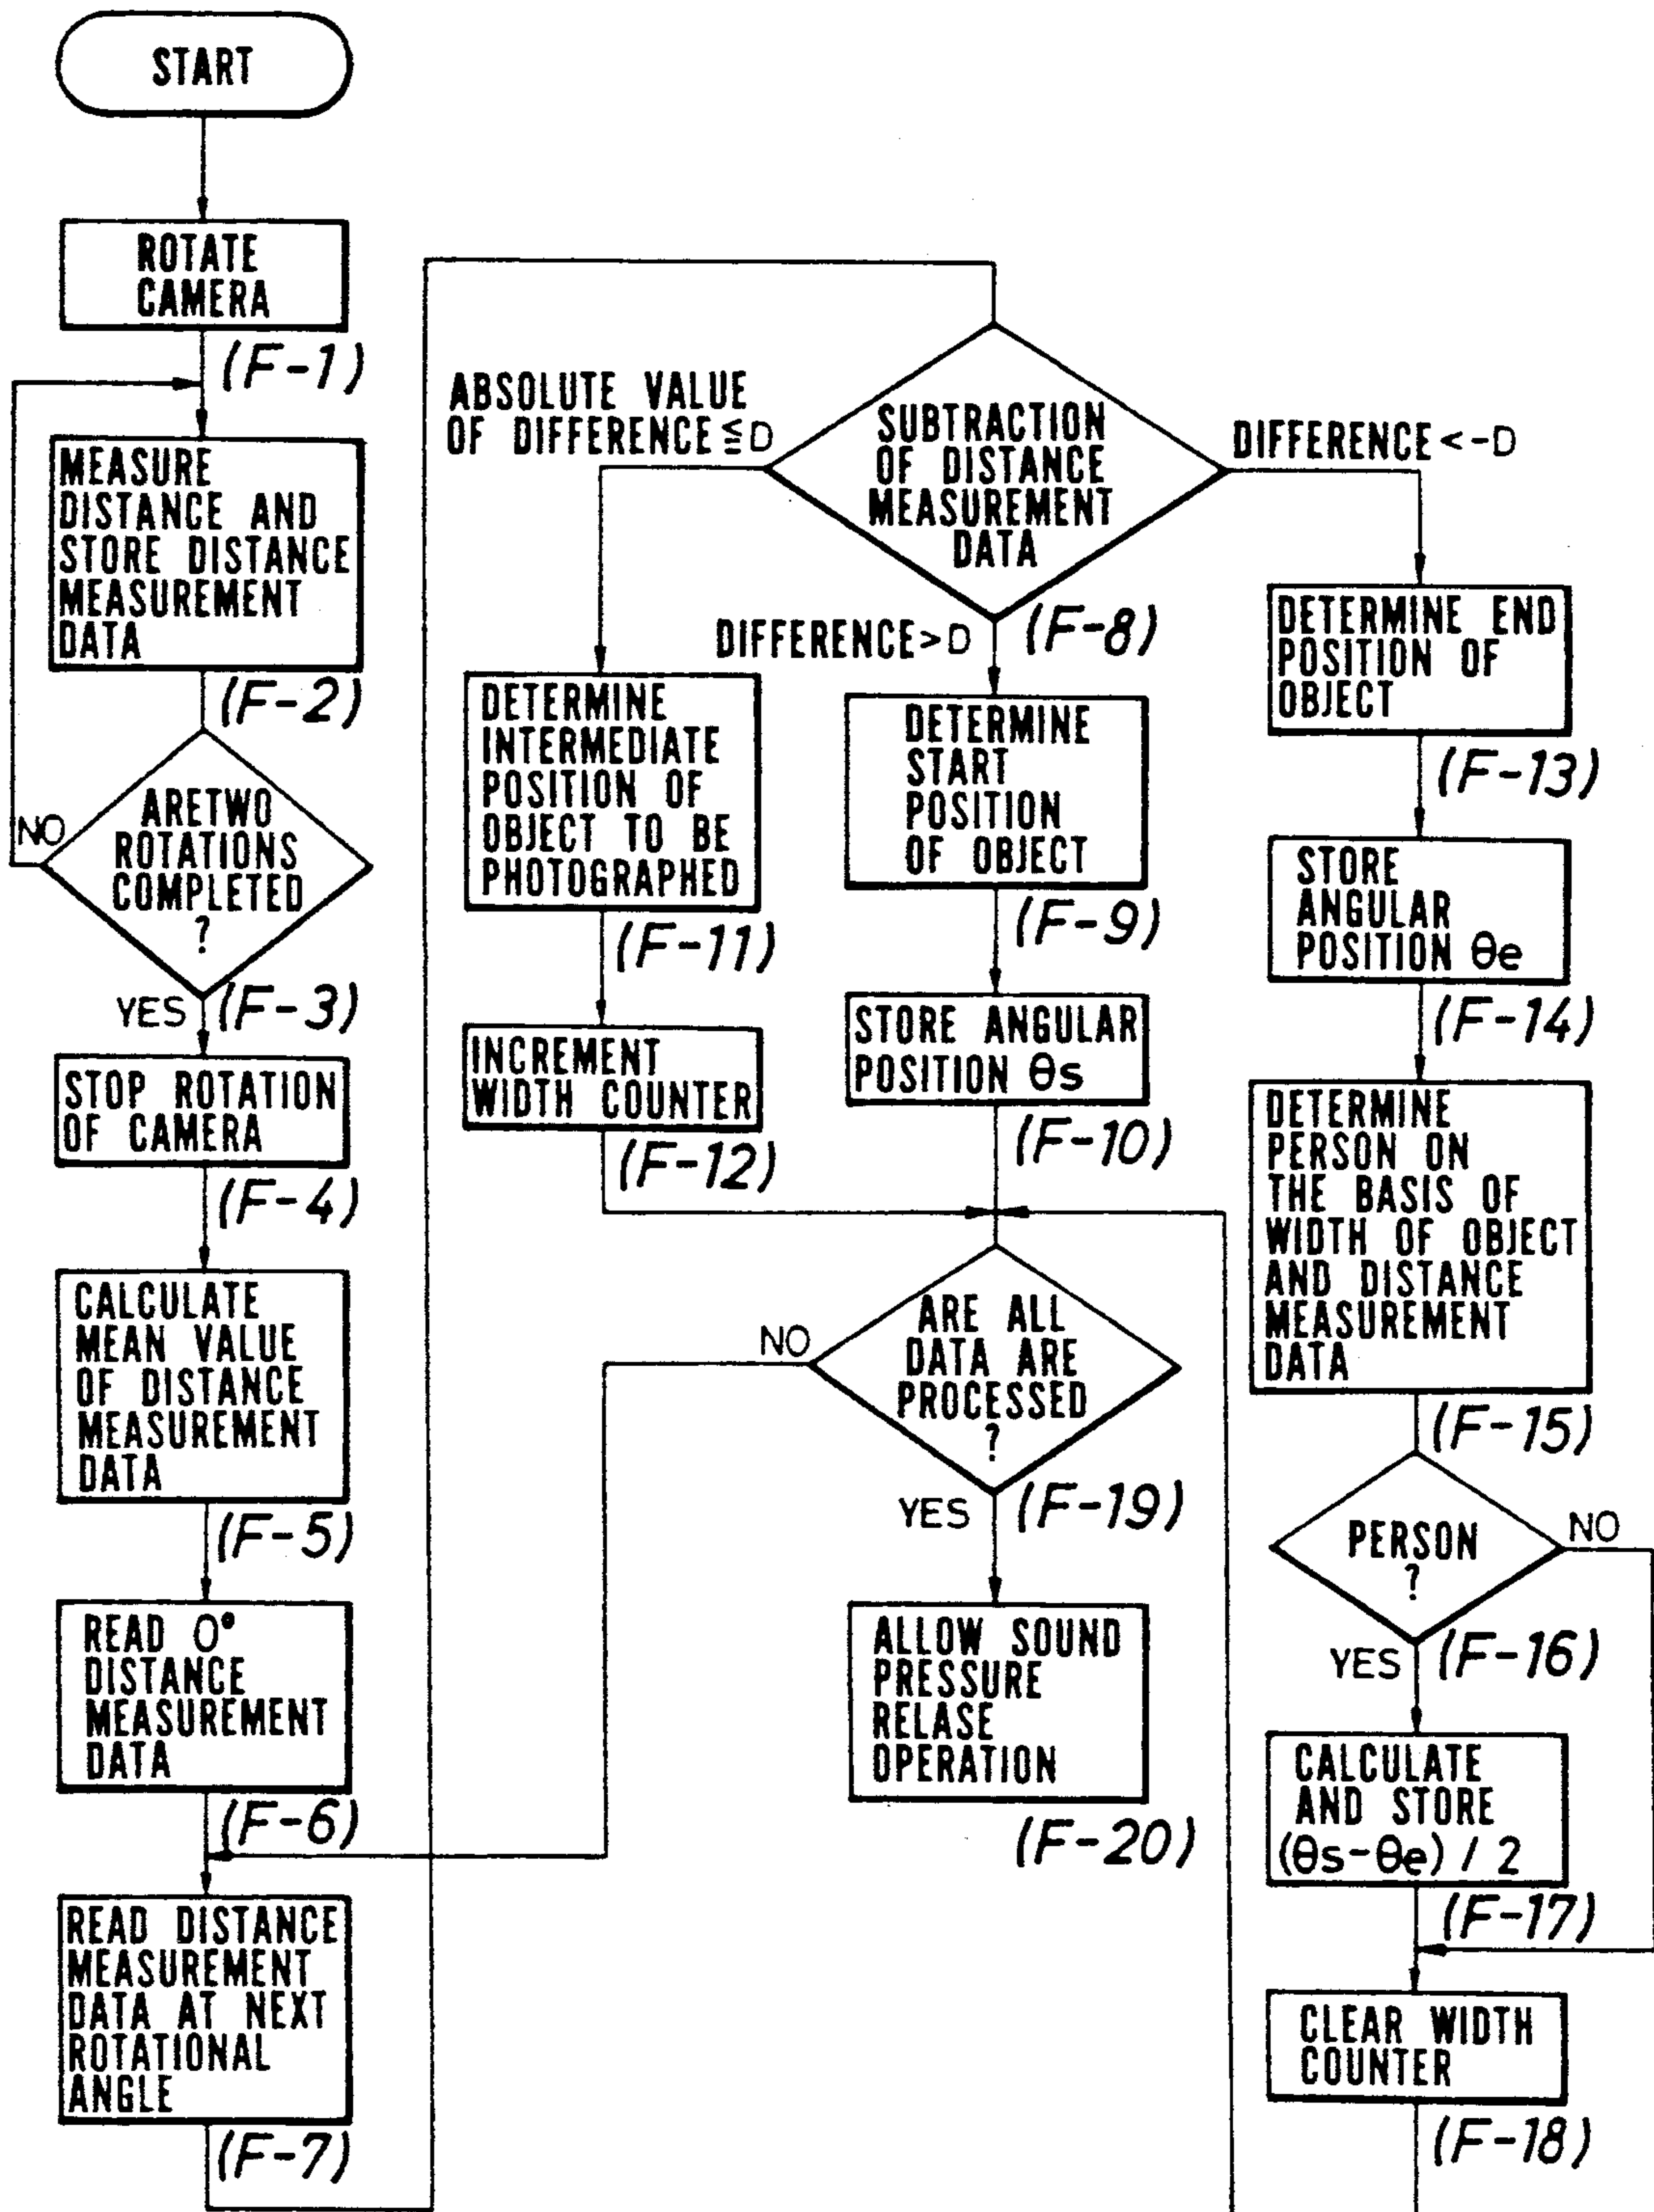 START
ROTATE
CAMERA
(F-1)
MEASURE
DISTANCE AND
STORE DISTANCE
MEASUREMENT
DATA
(F-2)
NO
ARETWO
ROTATIONS
COMPLETED
?
YES
(F-3)
STOP ROTATION
OF CAMERA
(F-4)
CALCULATE
MEAN VALUE
OF DISTANCE
MEASUREMENT
DATA
(F-5)
READ 0°
DISTANCE
MEASUREMENT
DATA
(F-6)
READ DISTANCE
MEASUREMENT
DATA AT NEXT
ROTATIONAL
ANGLE
(F-7)
ABSOLUTE VALUE
OF DIFFERENCE≦D
SUBTRACTION
OF DISTANCE
MEASUREMENT
DATA
DIFFERENCE<-D
DIFFERENCE>D
(F-8)
DETERMINE
INTERMEDIATE
POSITION OF
OBJECT TO BE
PHOTOGRAPHED
(F-11)
INCREMENT
WIDTH COUNTER
(F-12)
DETERMINE
START
POSITION
OF OBJECT
(F-9)
STORE ANGULAR
POSITION θs
(F-10)
NO
ARE ALL
DATA ARE
PROCESSED
?
YES
(F-19)
ALLOW SOUND
PRESSURE
RELASE
OPERATION
(F-20)
DETERMINE END
POSITION OF
OBJECT
(F-13)
STORE
ANGULAR
POSITION θe
(F-14)
DETERMINE
PERSON ON
THE BASIS OF
WIDTH OF OBJECT
AND DISTANCE
MEASUREMENT
DATA
(F-15)
PERSON
?
NO
YES
(F-16)
CALCULATE
AND STORE
(θs-θe) / 2
(F-17)
CLEAR WIDTH
COUNTER
(F-18)